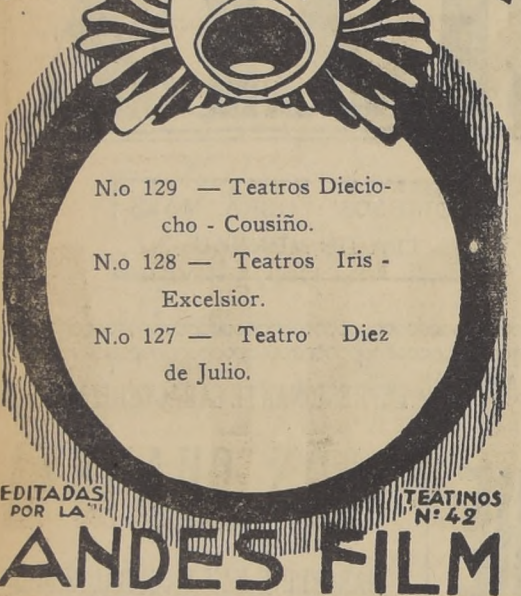 N.o 129 — Teatros Diecio-
cho - Cousiño.
N.o 128 — Teatros Iris -
Excelsior.
N.o 127 — Teatro Diez
de Julio.
EDITADAS
POR LA
TEATINOS
Nº 42
ANDES FILM